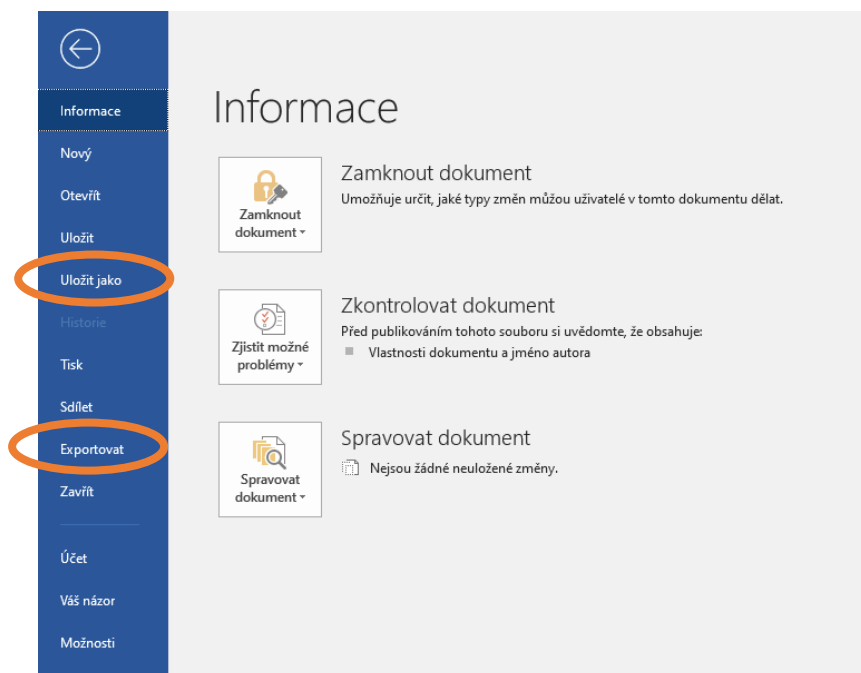 Informace
Nový
Otevřít
Uložit
Uložit jako
Historie
Tisk
Sdílet
Exportovat
Zavřít
Účet
Váš názor
Možnosti
Informace
Zamknout
dokument
Zamknout dokument
Umožňuje určit, jaké typy změn můžou uživatelé v tomto dokumentu dělat.
Zjistit možné
problémy
Zkontrolovat dokument
Před publikováním tohoto souboru si uvědomte, že obsahuje:
Vlastnosti dokumentu a jméno autora
Spravovat
dokument
Spravovat dokument
Nejsou žádné neuložené změny.